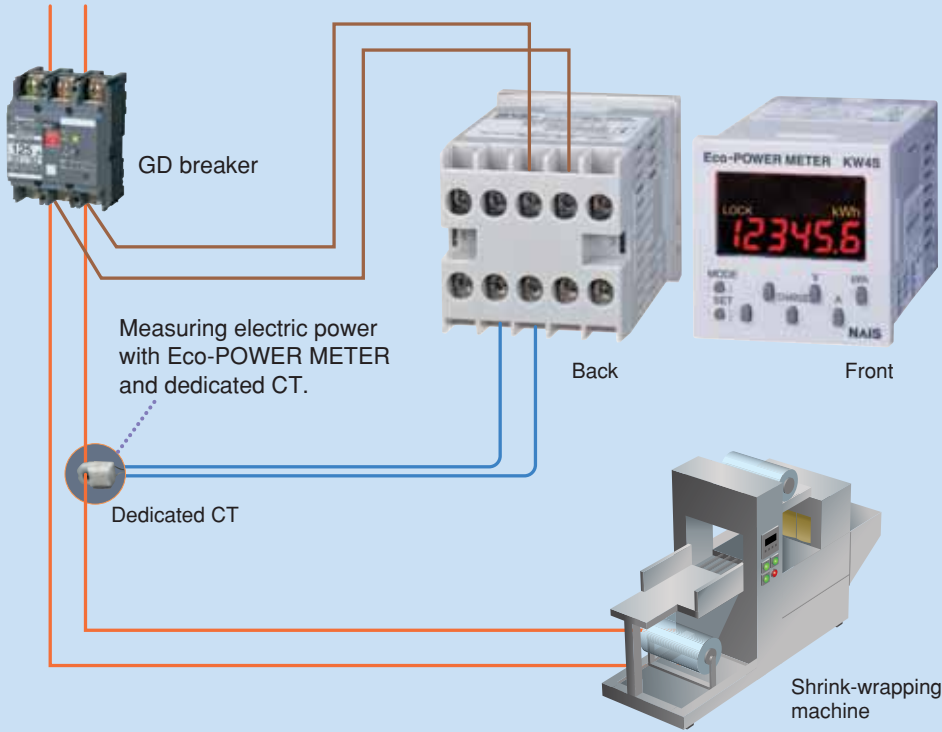 GD breaker
125
Eco-POWER METER KW4S
LOCK kWh
12345.6
MODE
SET
NAiS
Measuring electric power
with Eco-POWER METER
and dedicated CT.
Back
Front
Dedicated CT
Shrink-wrapping
machine